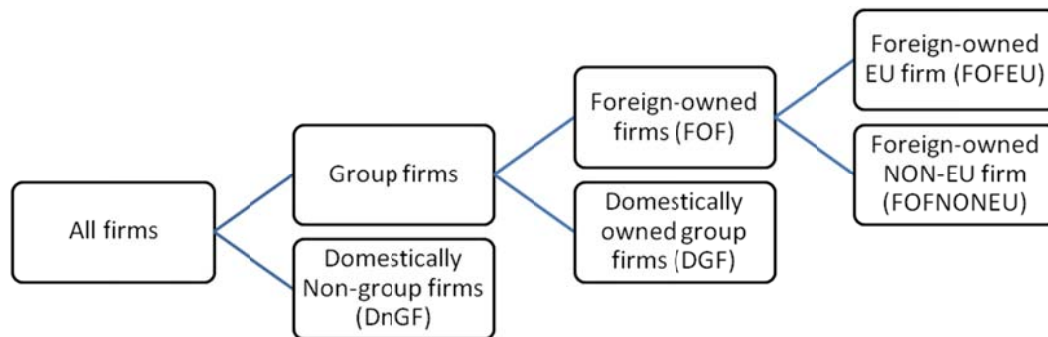 All firms
Group firms
Domestically
Non-group firms
(DnGF)
Foreign-owned
firms (FOF)
Domestically
owned group
firms (DGF)
Foreign-owned
EU firm (FOFEU)
Foreign-owned
NON-EU firm
(FOFNONEU)